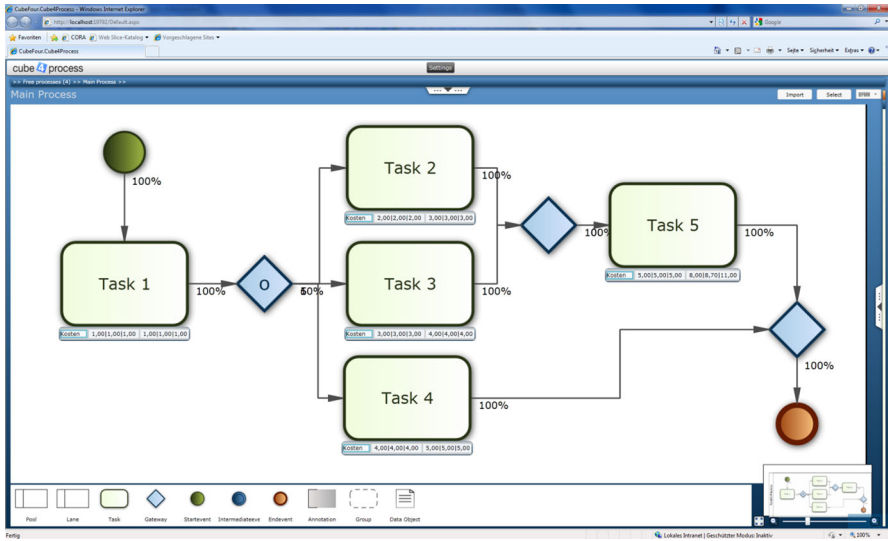 CubeFour.Cube4Process - Windows Internet Explorer
http://localhost:59792/Default.aspx
Google
Favoriten CORA Web Slice-Katalog Vorgeschlagene Sites
CubeFour.Cube4Process
Seite Sicherheit Extras
cube 4 process
Settings
>> Free processes (4) >> Main Process >>
Main Process
Import Select BPMN
100%
Task 2
100%
Kosten 2,00|2,00|2,00 3,00|3,00|3,00
Task 1
100%
Kosten 1,00|1,00|1,00 1,00|1,00|1,00
O
Task 3
100%
Kosten 3,00|3,00|3,00 4,00|4,00|4,00
100%
Task 5
100%
Kosten 5,00|5,00|5,00 8,00|8,70|11,00
Task 4
100%
Kosten 4,00|4,00|4,00 5,00|5,00|5,00
100%
Pool Lane Task Gateway Startevent Intermediateeve Endevent Annotation Group Data Object
Fertig
Lokales Intranet | Geschützter Modus: Inaktiv
100%